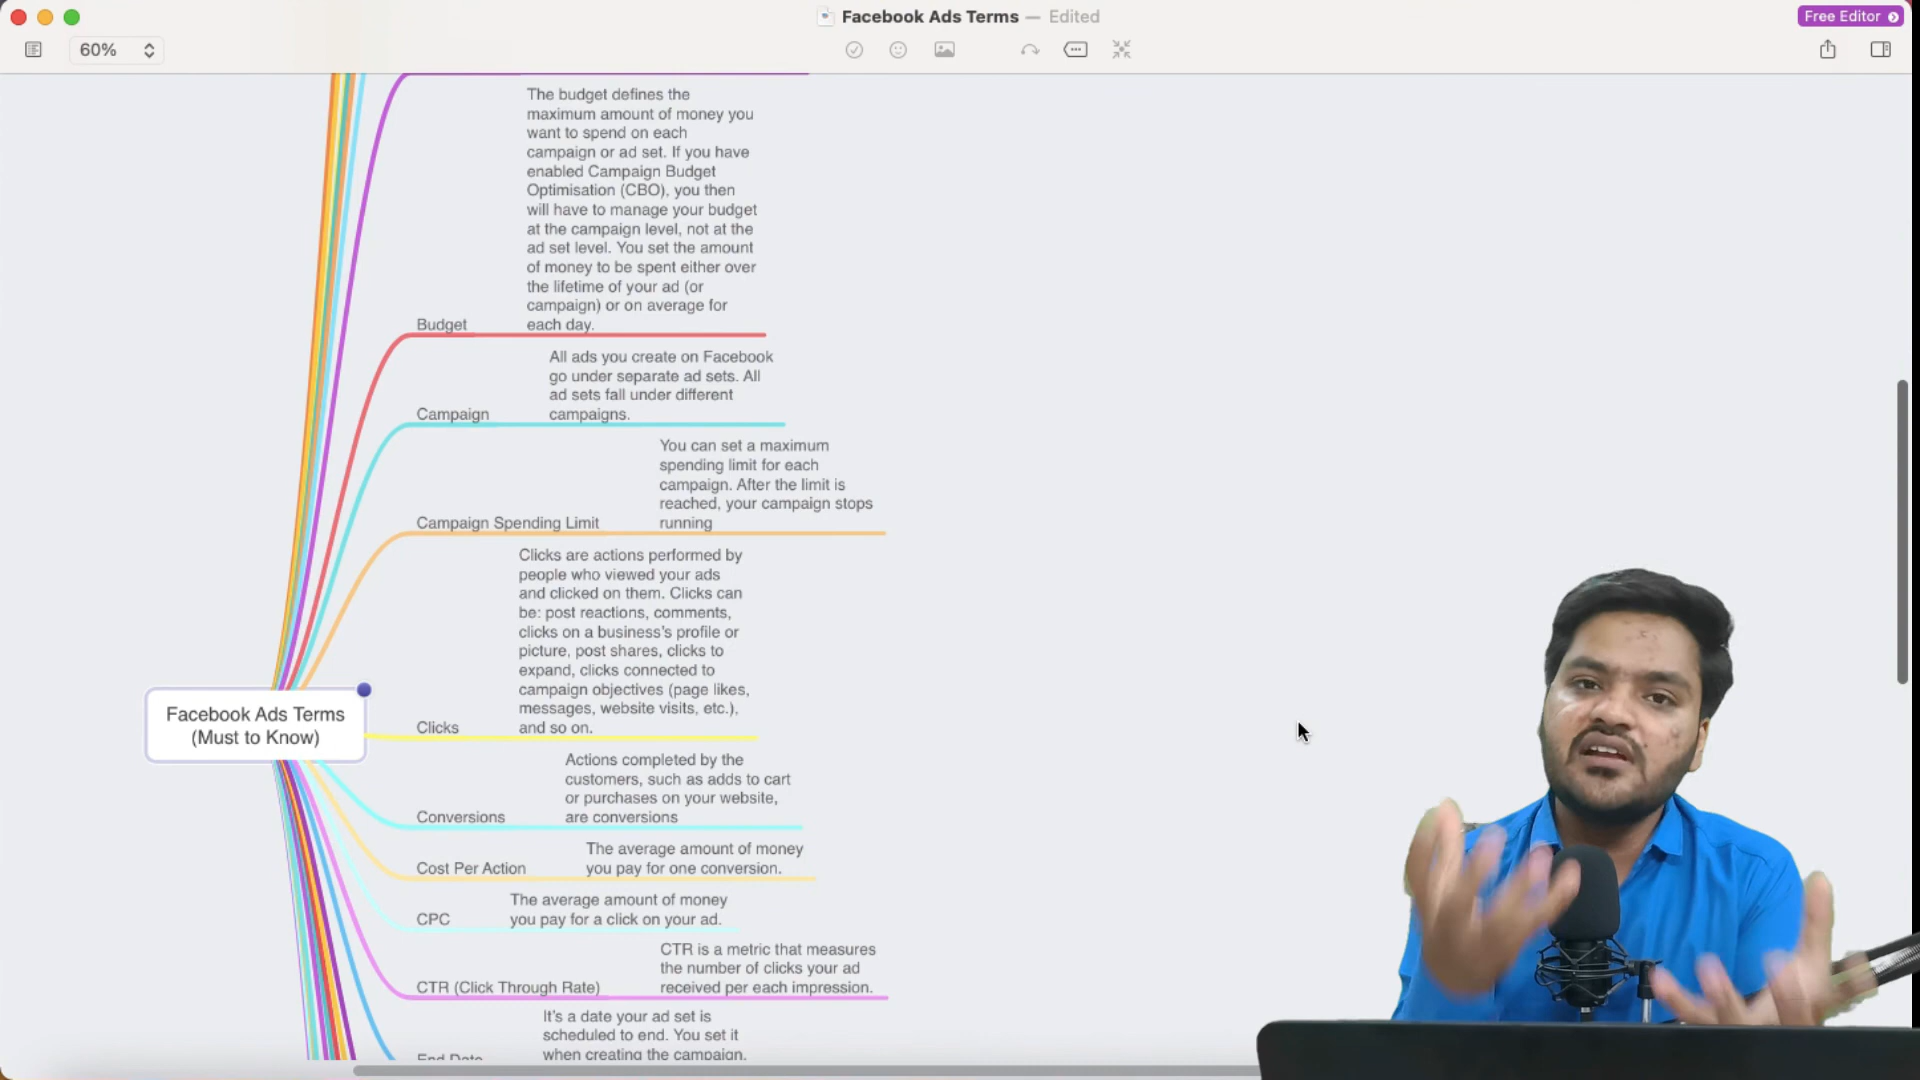 Facebook Ads Terms — Edited
Free Editor
60%
The budget defines the
maximum amount of money you
want to spend on each
campaign or ad set. If you have
enabled Campaign Budget
Optimisation (CBO), you then
will have to manage your budget
at the campaign level, not at the
ad set level. You set the amount
of money to be spent either over
the lifetime of your ad (or
campaign) or on average for
each day.
Budget
All ads you create on Facebook
go under separate ad sets. All
ad sets fall under different
campaigns.
Campaign
You can set a maximum
spending limit for each
campaign. After the limit is
reached, your campaign stops
running
Campaign Spending Limit
Clicks are actions performed by
people who viewed your ads
and clicked on them. Clicks can
be: post reactions, comments,
clicks on a business's profile or
picture, post shares, clicks to
expand, clicks connected to
campaign objectives (page likes,
messages, website visits, etc.),
and so on.
Clicks
Facebook Ads Terms
(Must to Know)
Actions completed by the
customers, such as adds to cart
or purchases on your website,
are conversions
Conversions
The average amount of money
you pay for one conversion.
Cost Per Action
The average amount of money
you pay for a click on your ad.
CPC
CTR is a metric that measures
the number of clicks your ad
received per each impression.
CTR (Click Through Rate)
It's a date your ad set is
scheduled to end. You set it
when creating the campaign.
End Date